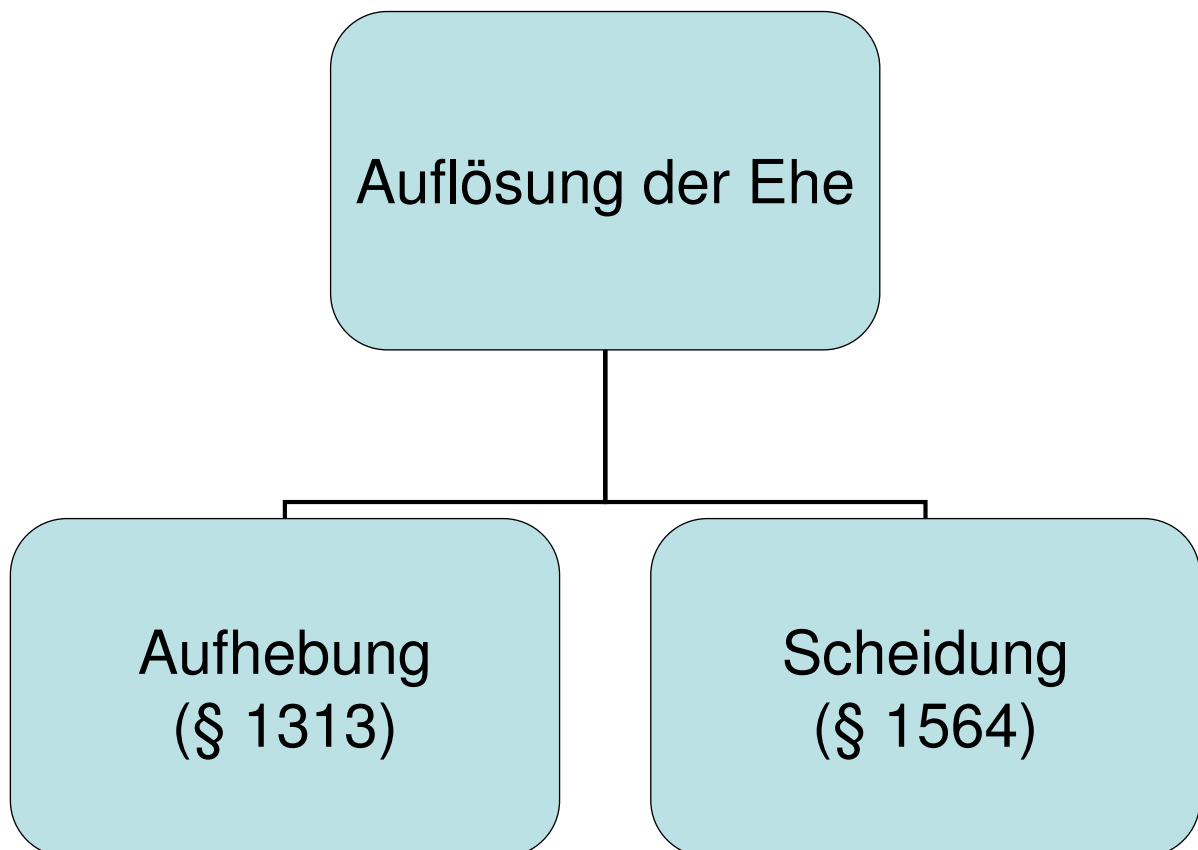 Auflösung der Ehe
Aufhebung
(§ 1313)
Scheidung
(§ 1564)